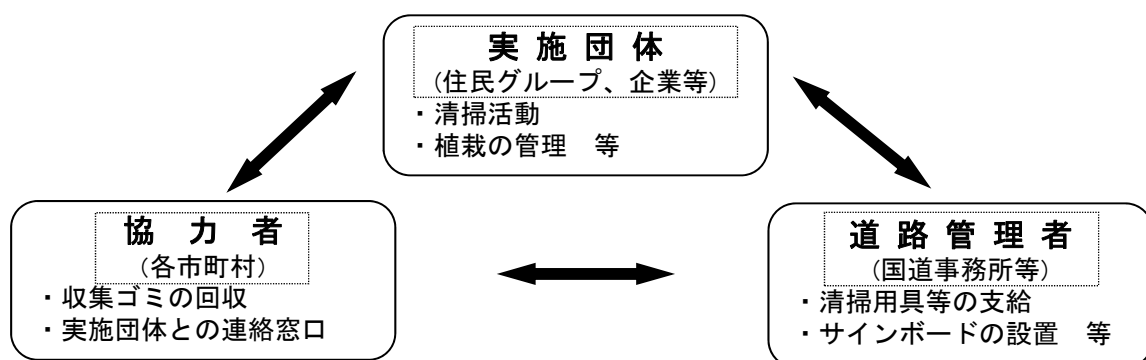 実施団体
(住民グループ、企業等)
・清掃活動
・植栽の管理　等
協力者
(各市町村)
・収集ゴミの回収
・実施団体との連絡窓口
道路管理者
(国道事務所等)
・清掃用具等の支給
・サインボードの設置　等